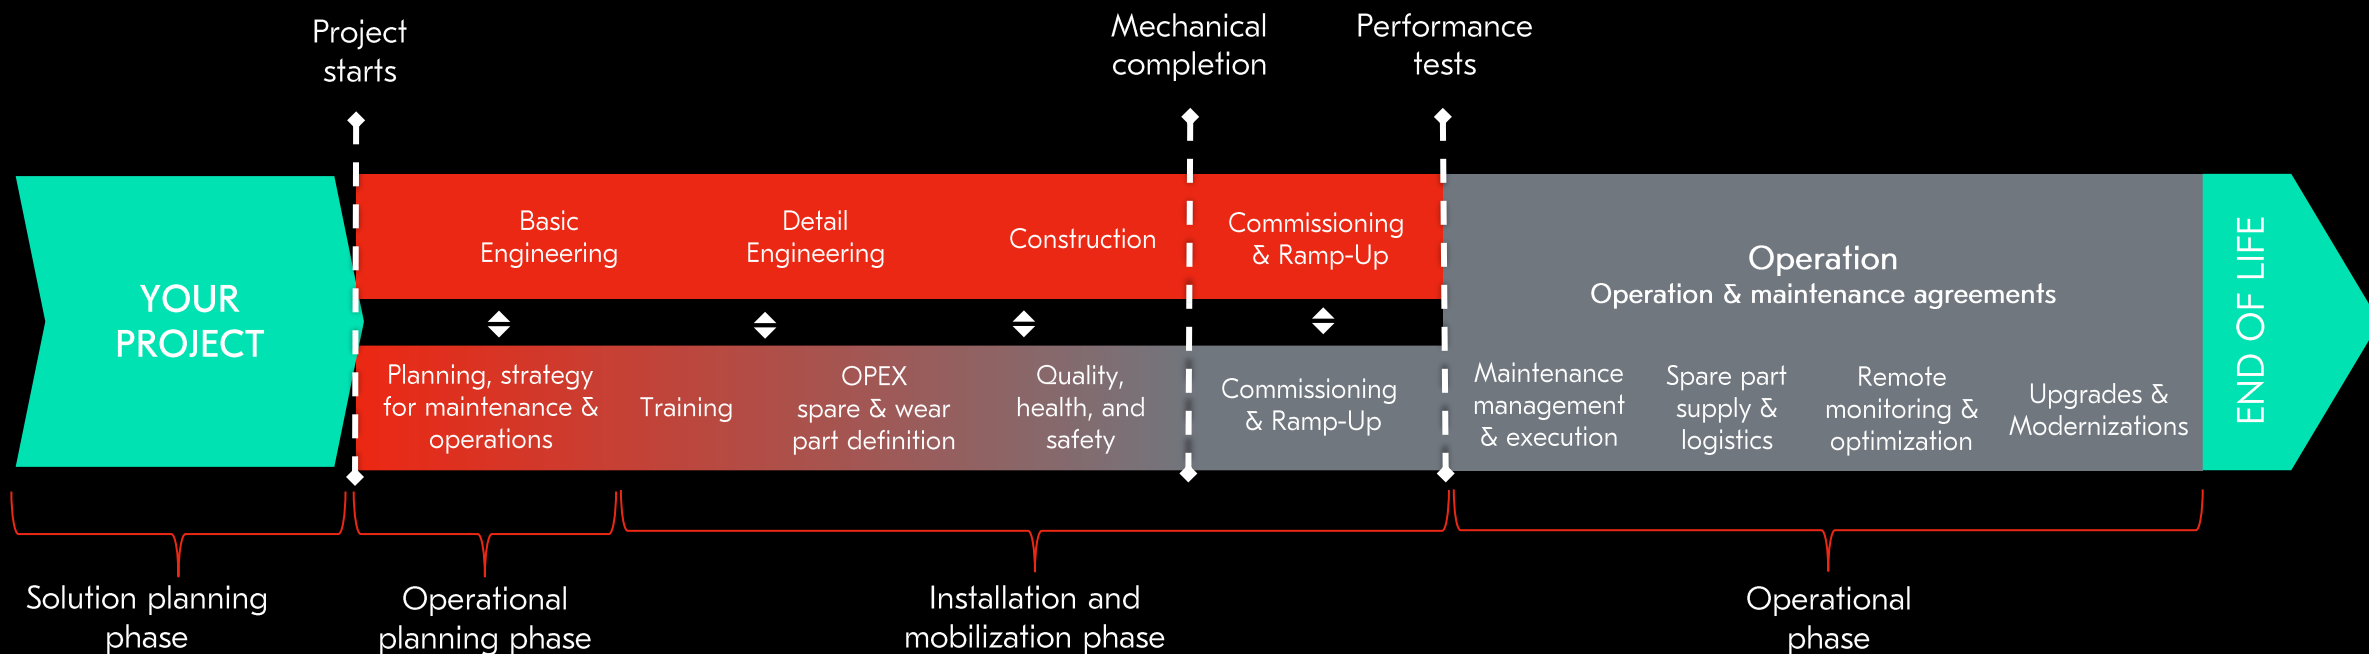 Project
starts
Mechanical
completion
Performance
tests
YOUR
PROJECT
Basic
Engineering
Detail
Engineering
Construction
Commissioning
& Ramp-Up
Planning, strategy
for maintenance &
operations
Training
OPEX
spare & wear
part definition
Quality,
health, and
safety
Commissioning
& Ramp-Up
Operation
Operation & maintenance agreements
Maintenance
management
& execution
Spare part
supply &
logistics
Remote
monitoring &
optimization
Upgrades &
Modernizations
END OF LIFE
Solution planning
phase
Operational
planning phase
Installation and
mobilization phase
Operational
phase